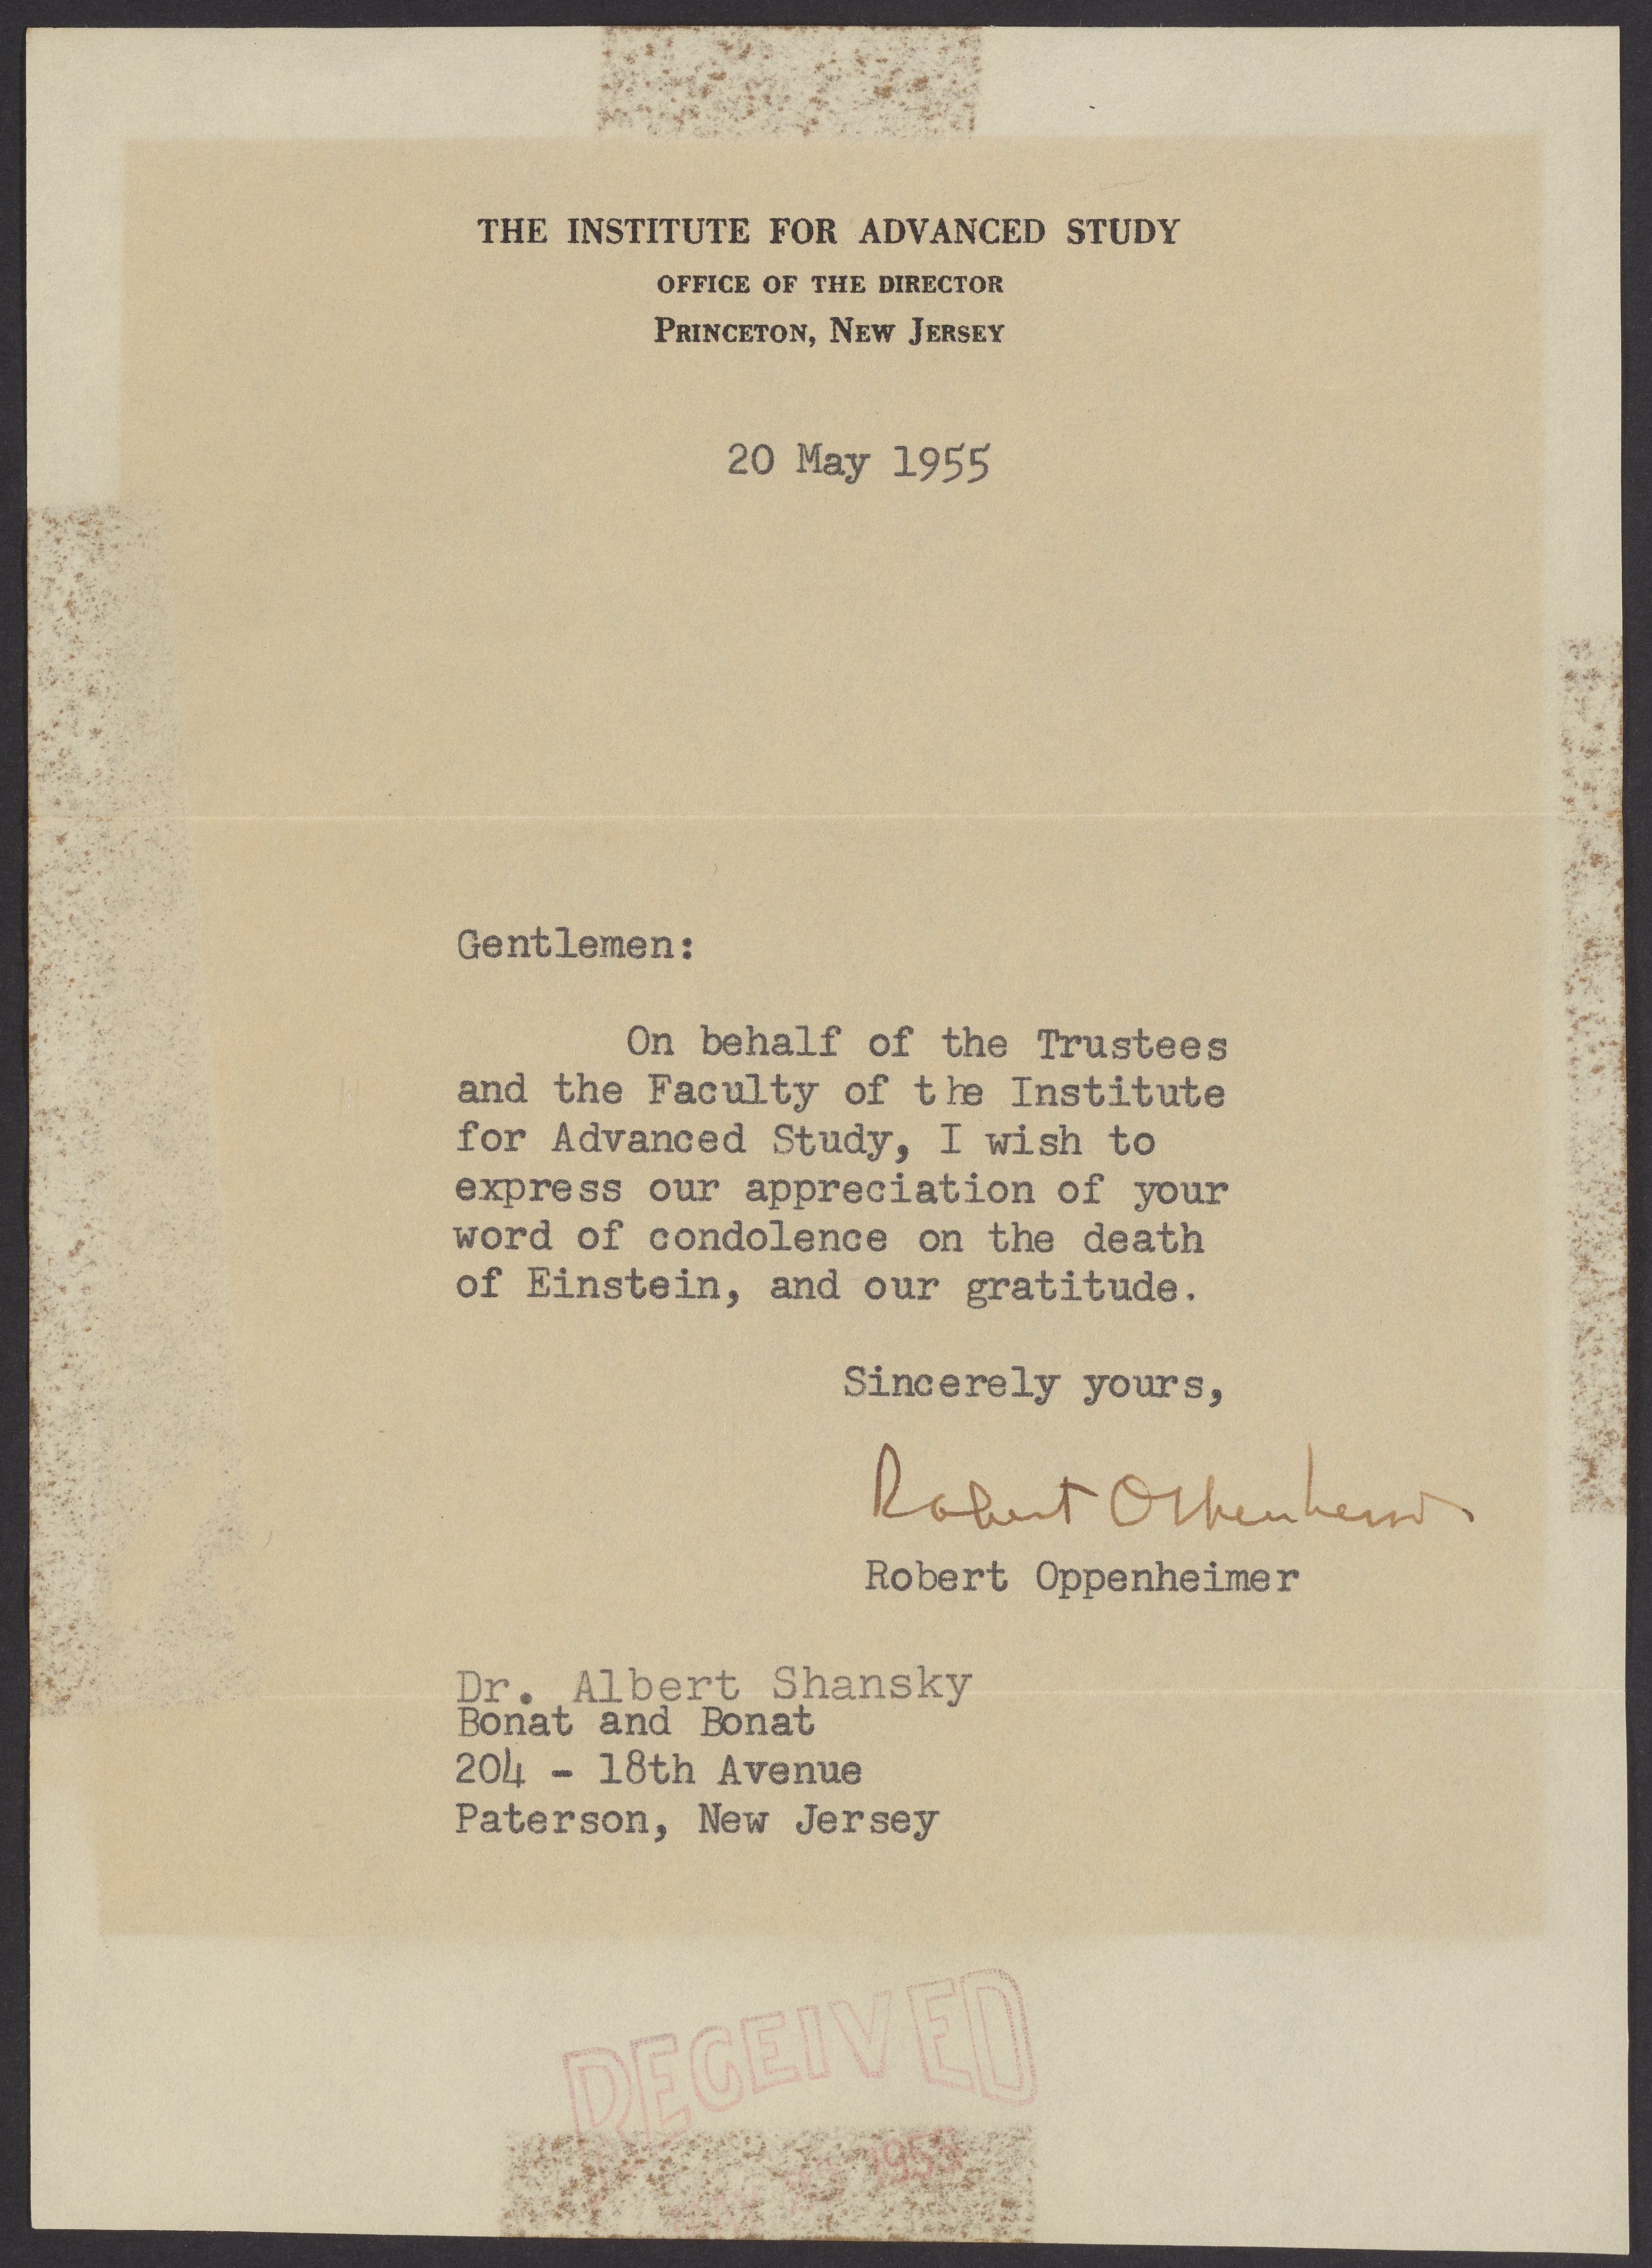 THE INSTITUTE FOR ADVANCED STUDY
OFFICE OF THE DIRECTOR
PRINCETON, NEW JERSEY
20 May 1955
Gentlemen:
On behalf of the Trustees
and the Faculty of the Institute
for Advanced Study, I wish to
express our appreciation of your
word of condolence on the death
of Einstein, and our gratitude.
Sincerely yours,
Robert Oppenheimer
Robert Oppenheimer
Dr. Albert Shansky
Bonat and Bonat
204 - 18th Avenue
Paterson, New Jersey
RECEIVED
1955